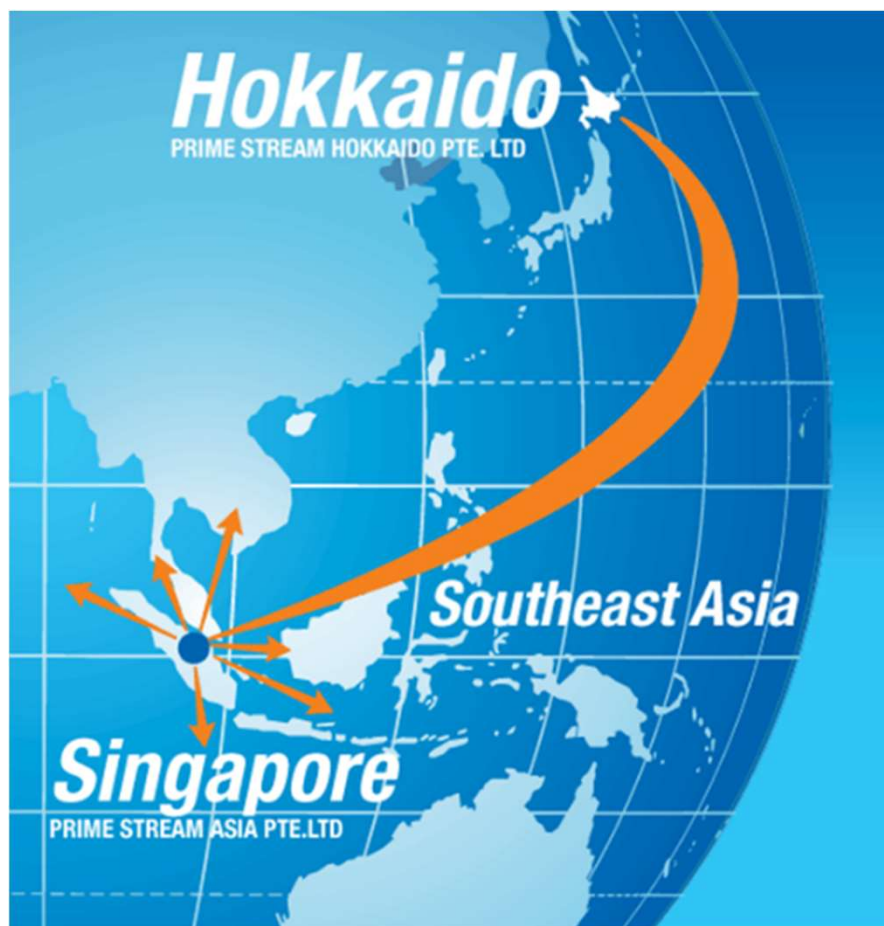 Hokkaido
PRIME STREAM HOKKAIDO PTE. LTD
Southeast Asia
Singapore
PRIME STREAM ASIA PTE.LTD